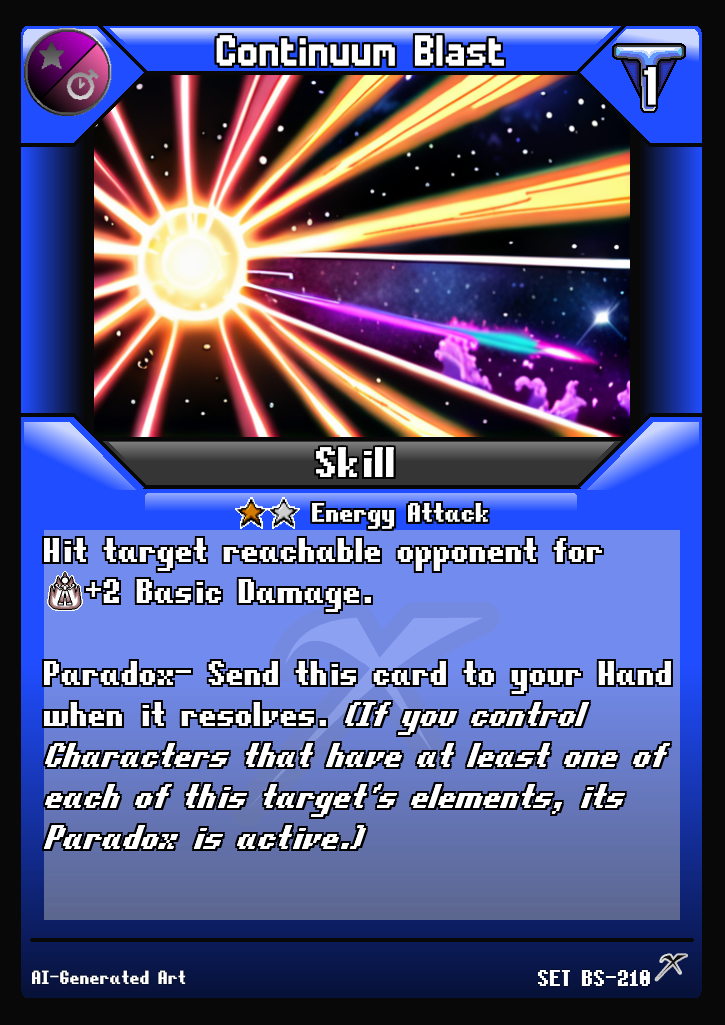 Continuum Blast
1
Skill
Energy Attack
Hit target reachable opponent for
+2 Basic Damage.
Paradox- Send this card to your Hand
when it resolves. (If you control
Characters that have at least one of
each of this target's elements, its
Paradox is active.)
AI-Generated Art
SET BS-210